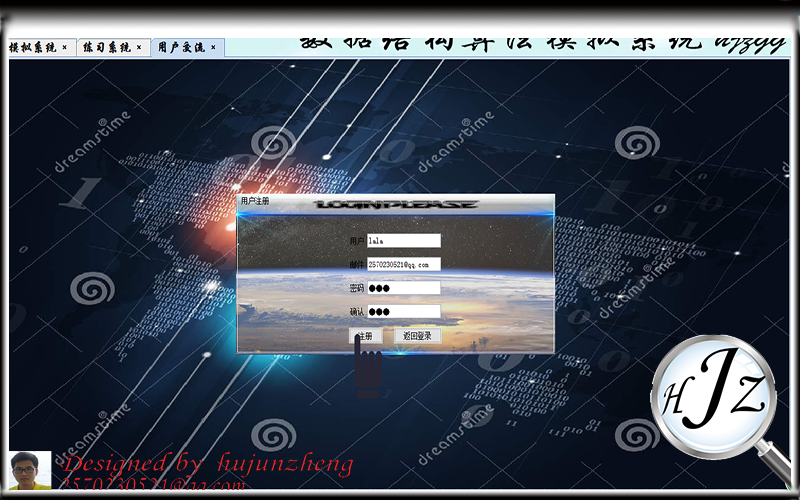 数据结构算法模拟系统 hjzgg
模拟系统 × 练习系统 × 用户交流 ×
用户注册 LOGIN PLEASE
用户 lala
邮件 2570230521@qq.com
密码 ●●●
确认 ●●●
注册 返回登录
HJZ
Designed by hujunzheng
2570230521@qq.com
dreamstime
dreamstime
dreamstime
dreamstime
dreamstime